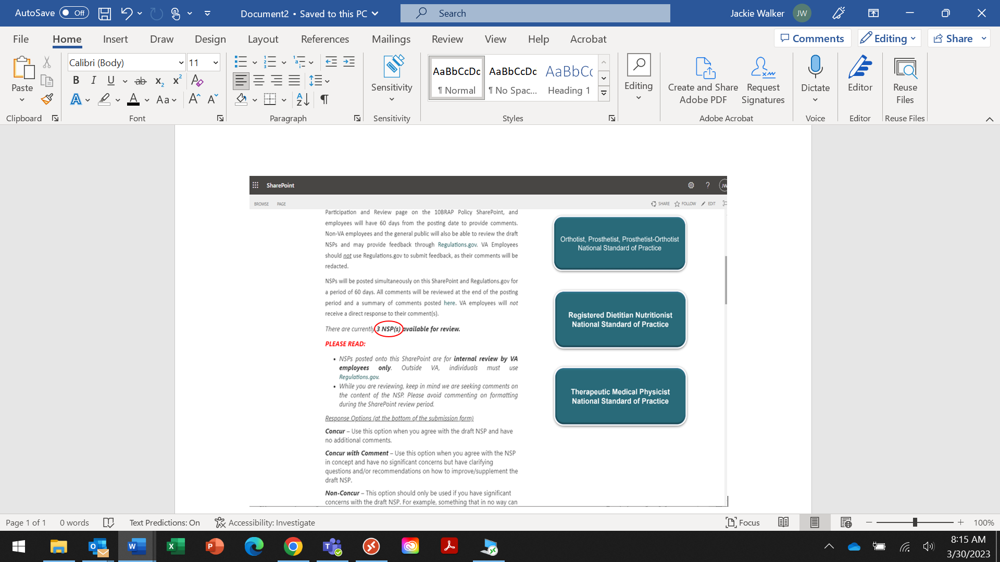 AutoSave Off Document2 • Saved to this PC Search Jackie Walker JW
File Home Insert Draw Design Layout References Mailings Review View Help Acrobat Comments Editing Share
Paste
Clipboard
Calibri (Body) 11
Font
Paragraph
Sensitivity
Sensitivity
AaBbCcDc AaBbCcDc AaBbCc
¶ Normal ¶ No Spac... Heading 1
Styles
Editing
Create and Share
Adobe PDF
Request
Signatures
Adobe Acrobat
Dictate
Voice
Editor
Editor
Reuse
Files
Reuse Files
SharePoint JW
BROWSE PAGE SHARE FOLLOW EDIT
Participation and Review page on the 10BRAP Policy SharePoint, and
employees will have 60 days from the posting date to provide comments.
Non-VA employees and the general public will also be able to review the draft
NSPs and may provide feedback through Regulations.gov. VA Employees
should not use Regulations.gov to submit feedback, as their comments will be
redacted.
NSPs will be posted simultaneously on this SharePoint and Regulations.gov for
a period of 60 days. All comments will be reviewed at the end of the posting
period and a summary of comments posted here. VA employees will not
receive a direct response to their comment(s).
There are currently 3 NSP(s) available for review.
PLEASE READ:
• NSPs posted onto this SharePoint are for internal review by VA
employees only. Outside VA, individuals must use
Regulations.gov.
• While you are reviewing, keep in mind we are seeking comments on
the content of the NSP. Please avoid commenting on formatting
during the SharePoint review period.
Response Options (at the bottom of the submission form)
Concur – Use this option when you agree with the draft NSP and have
no additional comments.
Concur with Comment – Use this option when you agree with the NSP
in concept and have no significant concerns but have clarifying
questions and/or recommendations on how to improve/supplement the
draft NSP.
Non-Concur – This option should only be used if you have significant
concerns with the draft NSP. For example, something that in no way can
Orthotist, Prosthetist, Prosthetist-Orthotist
National Standard of Practice
Registered Dietitian Nutritionist
National Standard of Practice
Therapeutic Medical Physicist
National Standard of Practice
Page 1 of 1 0 words Text Predictions: On Accessibility: Investigate Focus 100%
8:15 AM
3/30/2023